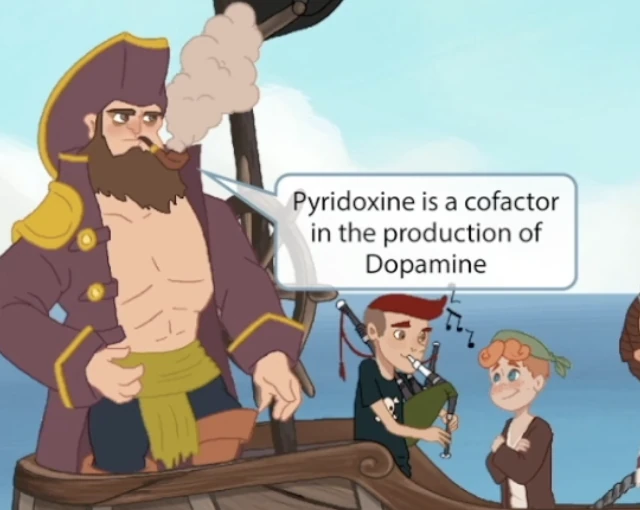 Pyridoxine is a cofactor
in the production of
Dopamine